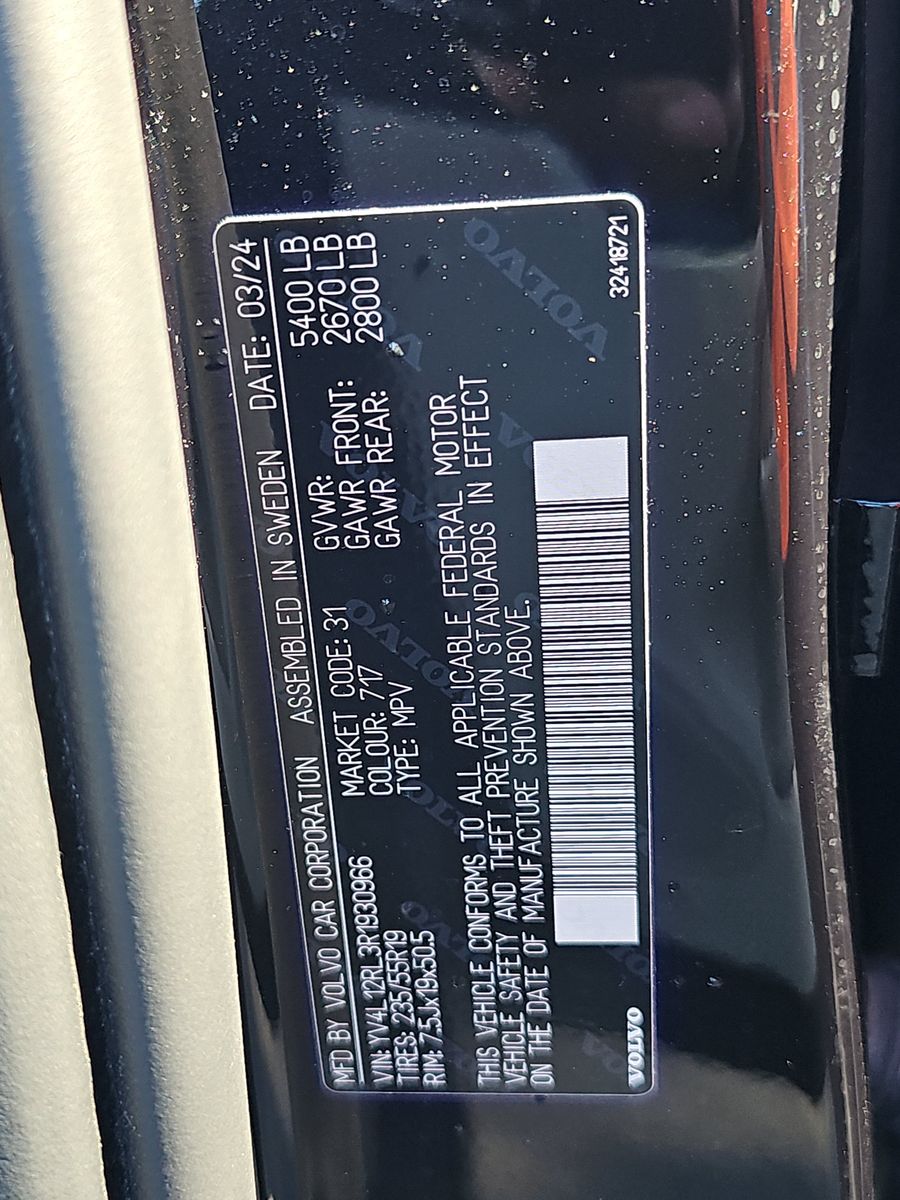 MFD BY VOLVO CAR CORPORATION ASSEMBLED IN SWEDEN DATE: 03/24
VIN: YV4L12RL3R1930966 MARKET CODE: 31 GVWR: 5400 LB
TIRES: 235/55R19 COLOUR: 717 GAWR FRONT: 2670 LB
RIM: 7.5Jx19x50.5 TYPE: MPV GAWR REAR: 2800 LB
THIS VEHICLE CONFORMS TO ALL APPLICABLE FEDERAL MOTOR
VEHICLE SAFETY AND THEFT PREVENTION STANDARDS IN EFFECT
ON THE DATE OF MANUFACTURE SHOWN ABOVE.
VOLVO 32418721